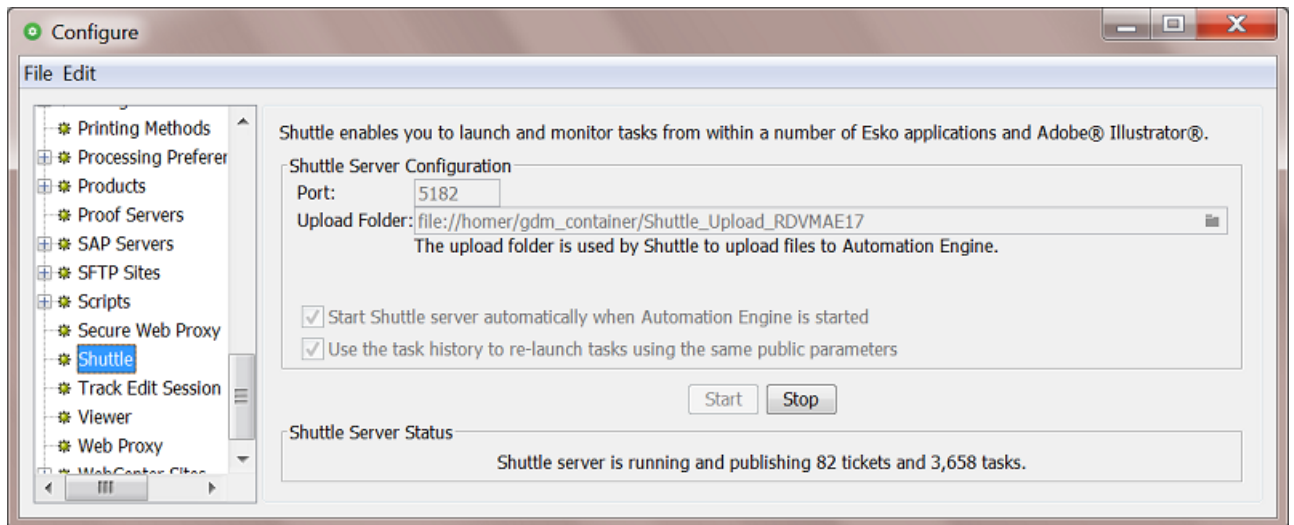 Configure
File Edit
Printing Methods
Processing Preferer
Products
Proof Servers
SAP Servers
SFTP Sites
Scripts
Secure Web Proxy
Shuttle
Track Edit Session
Viewer
Web Proxy
WebCenter Sites
Shuttle enables you to launch and monitor tasks from within a number of Esko applications and Adobe® Illustrator®.
Shuttle Server Configuration
Port: 5182
Upload Folder: file://homer/gdm_container/Shuttle_Upload_RDVMAE17
The upload folder is used by Shuttle to upload files to Automation Engine.
Start Shuttle server automatically when Automation Engine is started
Use the task history to re-launch tasks using the same public parameters
Start Stop
Shuttle Server Status
Shuttle server is running and publishing 82 tickets and 3,658 tasks.